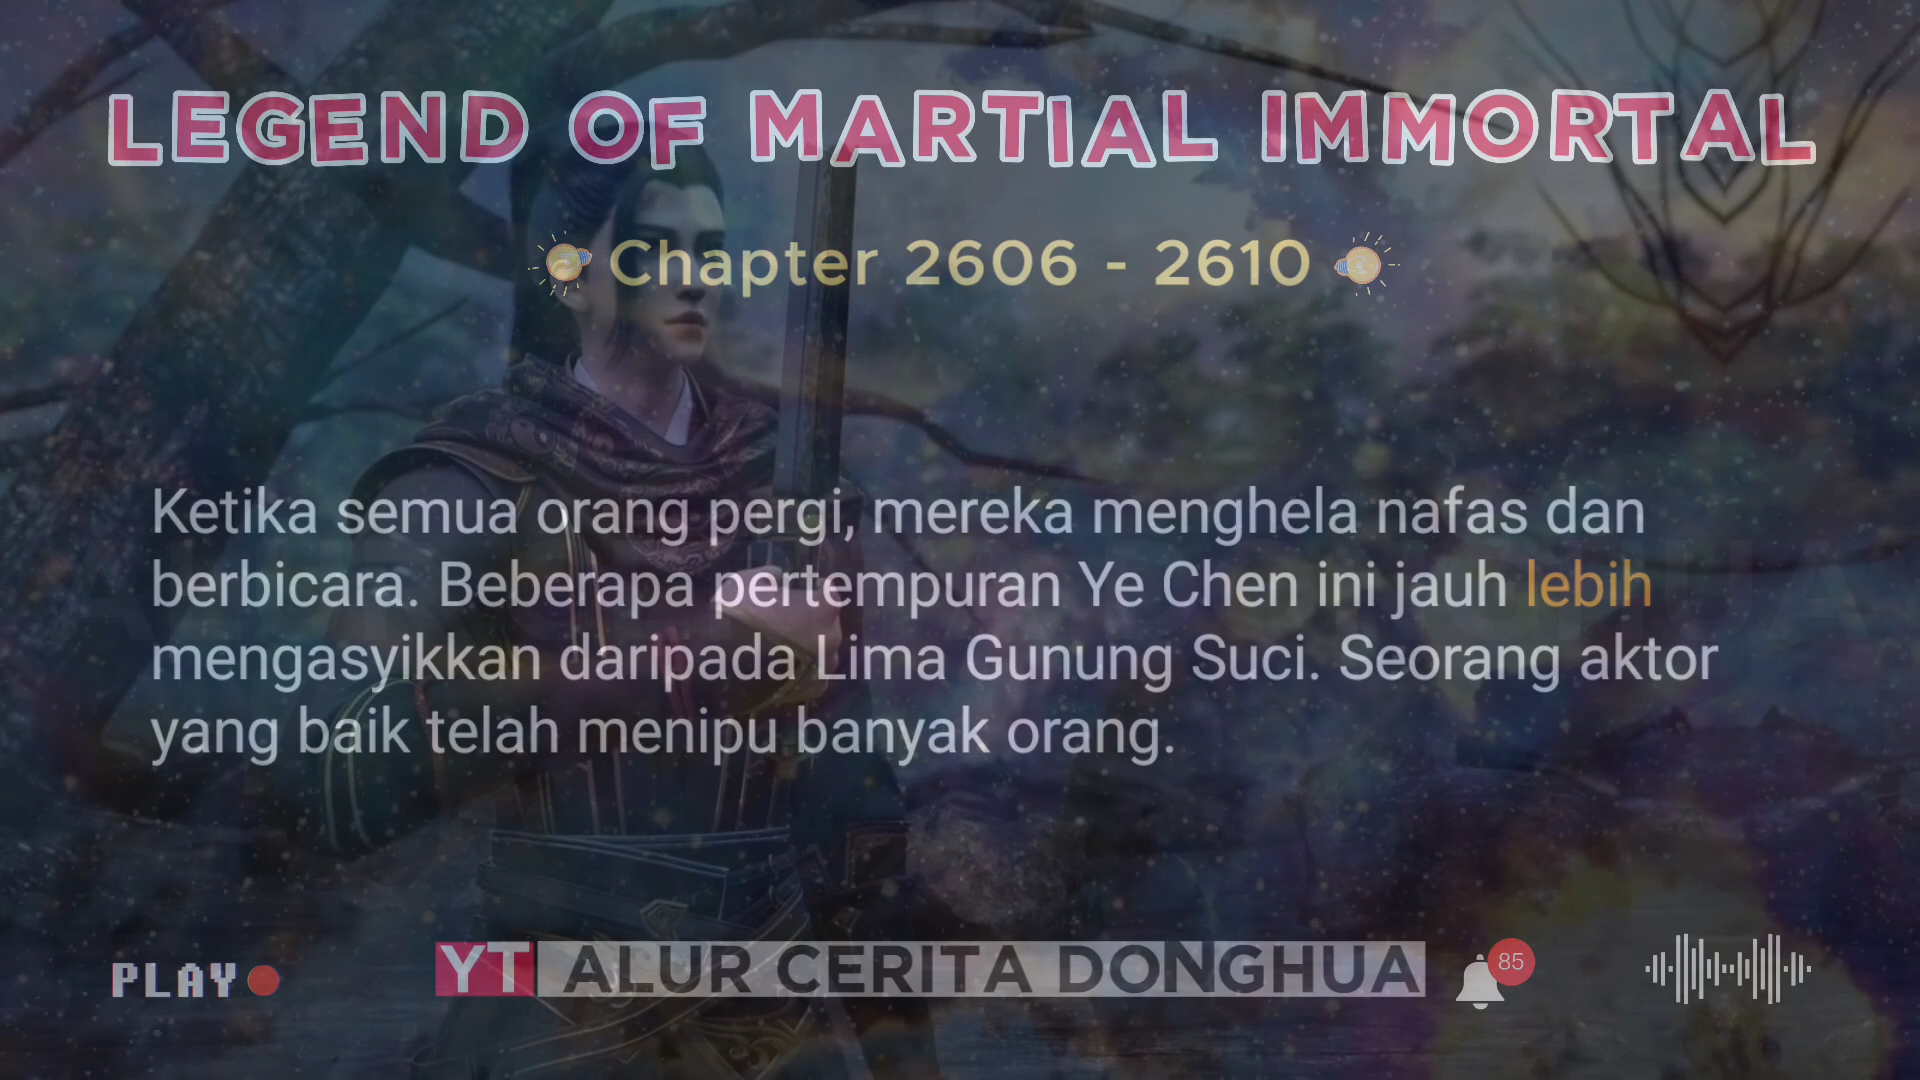 LEGEND OF MARTIAL IMMORTAL
Chapter 2606 - 2610
Ketika semua orang pergi, mereka menghela nafas dan
berbicara. Beberapa pertempuran Ye Chen ini jauh lebih
mengasyikkan daripada Lima Gunung Suci. Seorang aktor
yang baik telah menipu banyak orang.
PLAY
YT ALUR CERITA DONGHUA
85